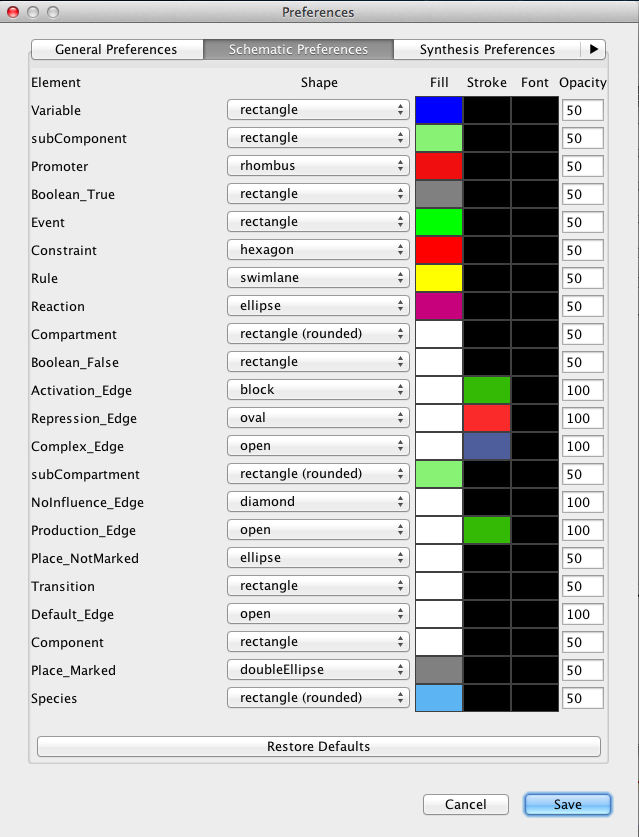 Preferences
General Preferences Schematic Preferences Synthesis Preferences
Element Shape Fill Stroke Font Opacity
Variable rectangle 50
subComponent rectangle 50
Promoter rhombus 50
Boolean_True rectangle 50
Event rectangle 50
Constraint hexagon 50
Rule swimlane 50
Reaction ellipse 50
Compartment rectangle (rounded) 50
Boolean_False rectangle 50
Activation_Edge block 100
Repression_Edge oval 100
Complex_Edge open 100
subCompartment rectangle (rounded) 50
NoInfluence_Edge diamond 100
Production_Edge open 100
Place_NotMarked ellipse 50
Transition rectangle 50
Default_Edge open 100
Component rectangle 50
Place_Marked doubleEllipse 50
Species rectangle (rounded) 50
Restore Defaults
Cancel Save